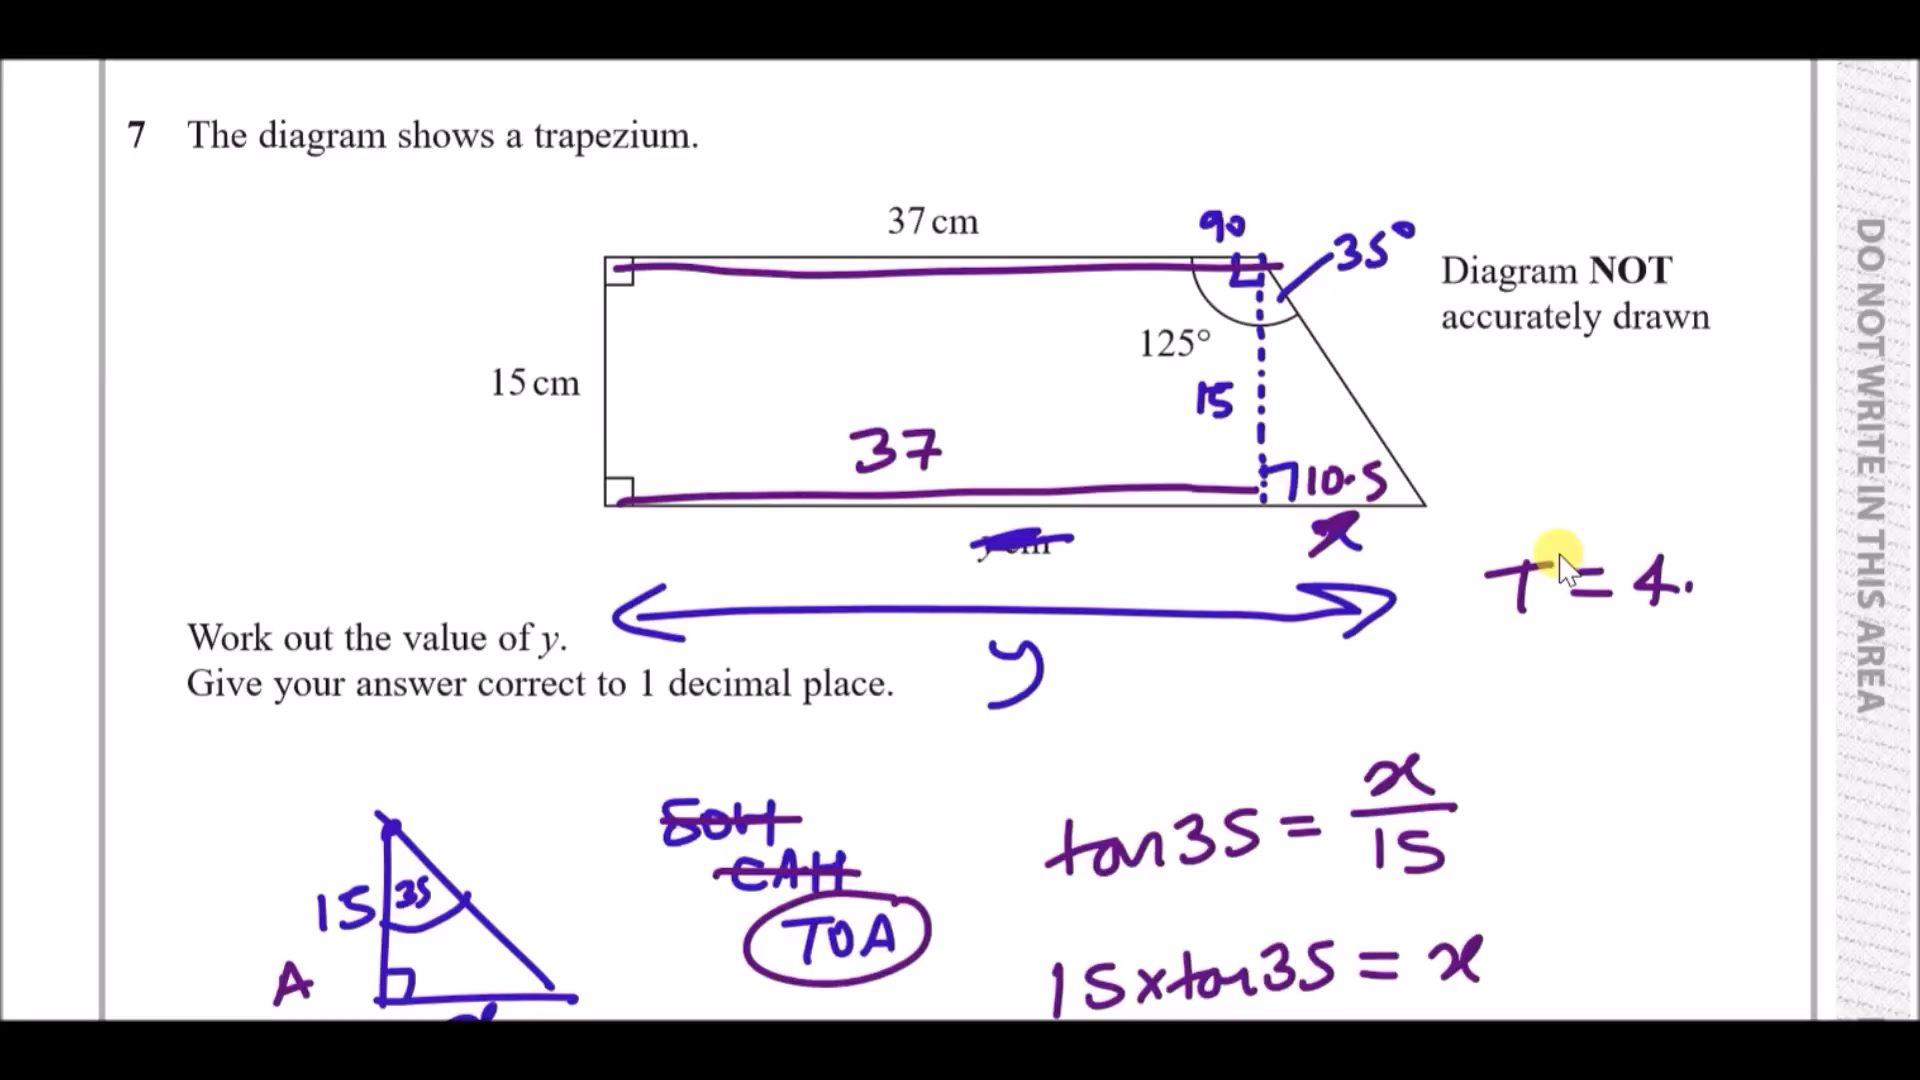 7 The diagram shows a trapezium.
37 cm
90
35°
Diagram NOT
accurately drawn
125°
15 cm
15
37
10.5
x
T = 4.
y
Work out the value of y.
Give your answer correct to 1 decimal place.
SOH
CAH
TOA
15
35
A
tan35 = x/15
15xtan35 = x
DO NOT WRITE IN THIS AREA